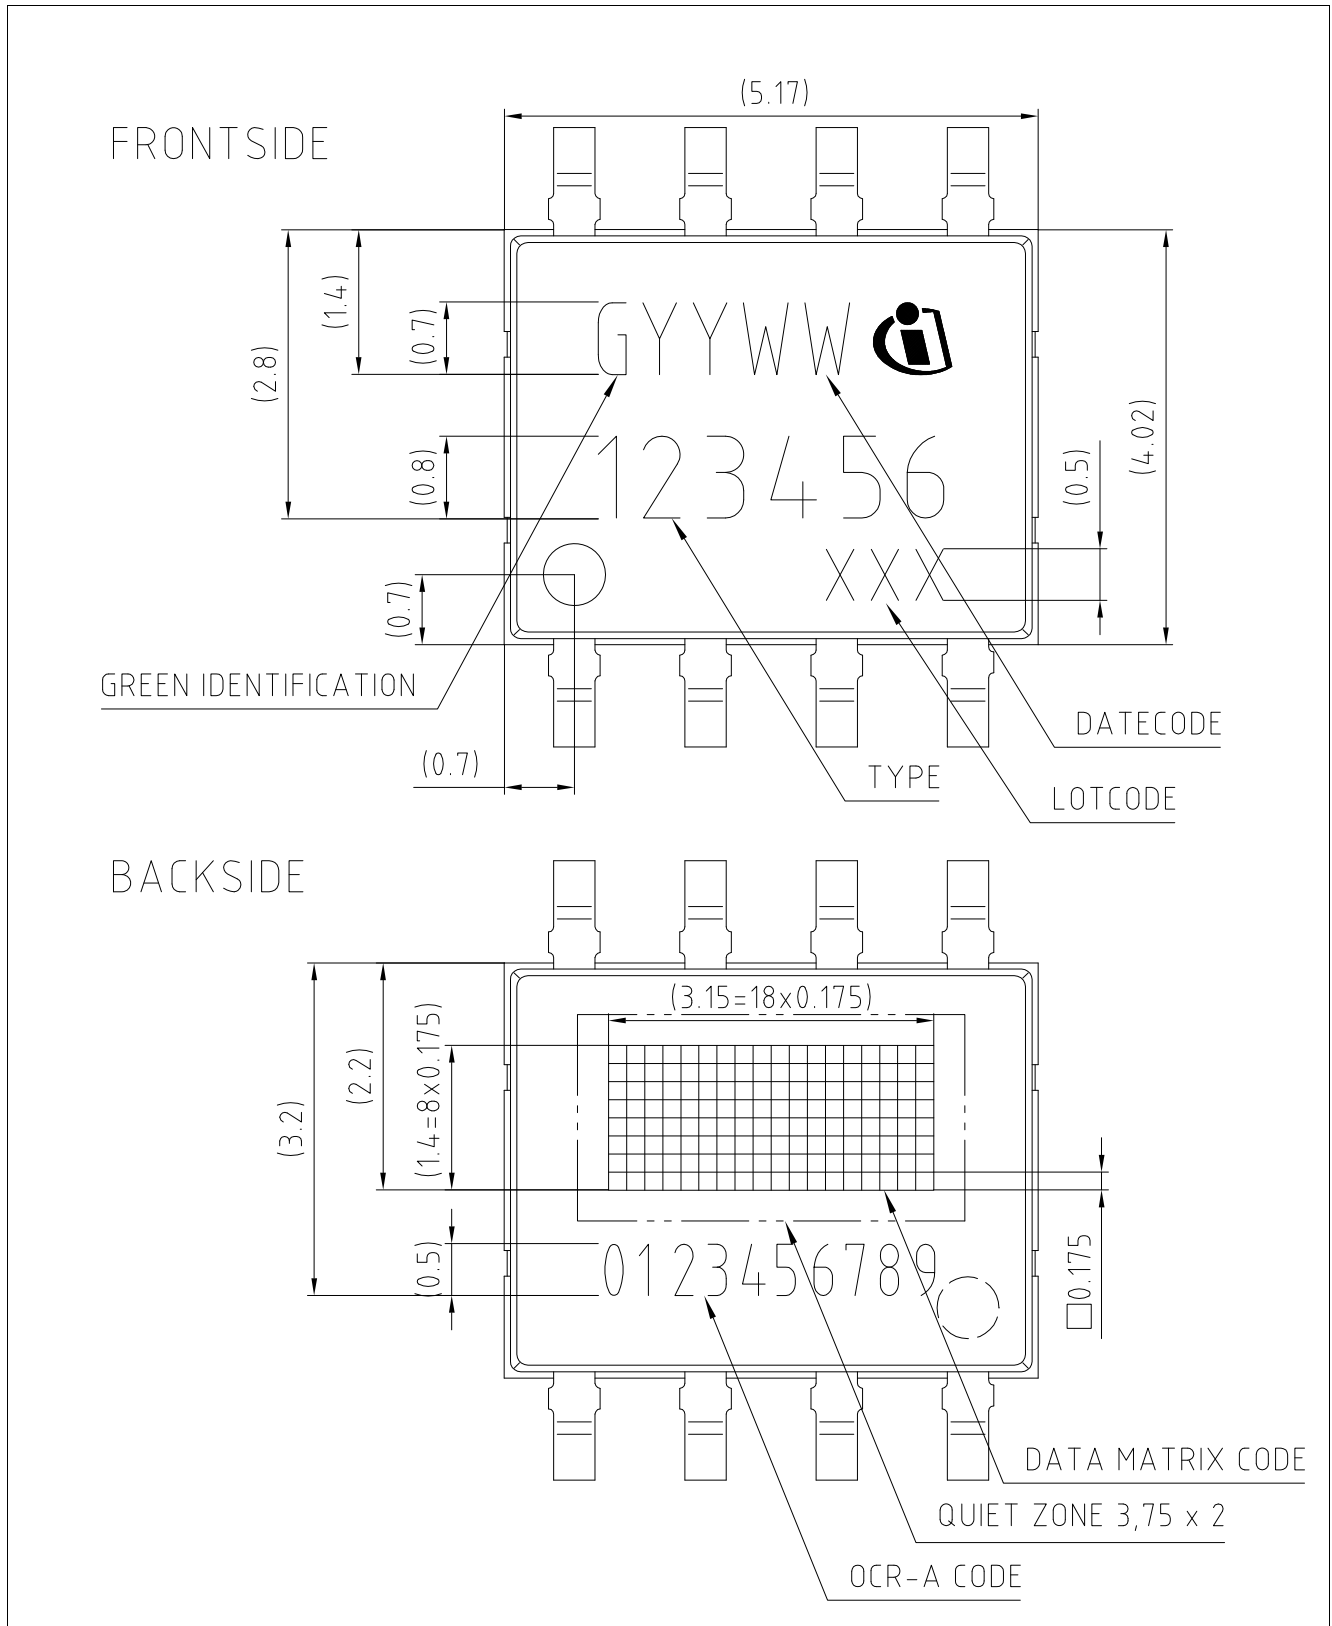 (5.17)
FRONTSIDE
(1.4)
(0.7)
GYYWW
(2.8)
(4.02)
(0.8)
123456
(0.5)
(0.7)
XXX
GREEN IDENTIFICATION
DATECODE
(0.7)
TYPE
LOTCODE
BACKSIDE
(3.15=18x0.175)
(1.4=8x0.175)
(2.2)
(3.2)
(0.5)
0123456789
□0.175
DATA MATRIX CODE
QUIET ZONE 3,75 x 2
OCR-A CODE